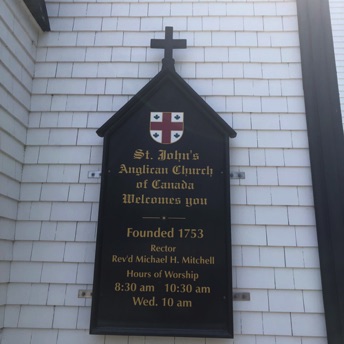 St. John's
Anglican Church
of Canada
Welcomes you
Founded 1753
Rector
Rev'd Michael H. Mitchell
Hours of Worship
8:30 am 10:30 am
Wed. 10 am